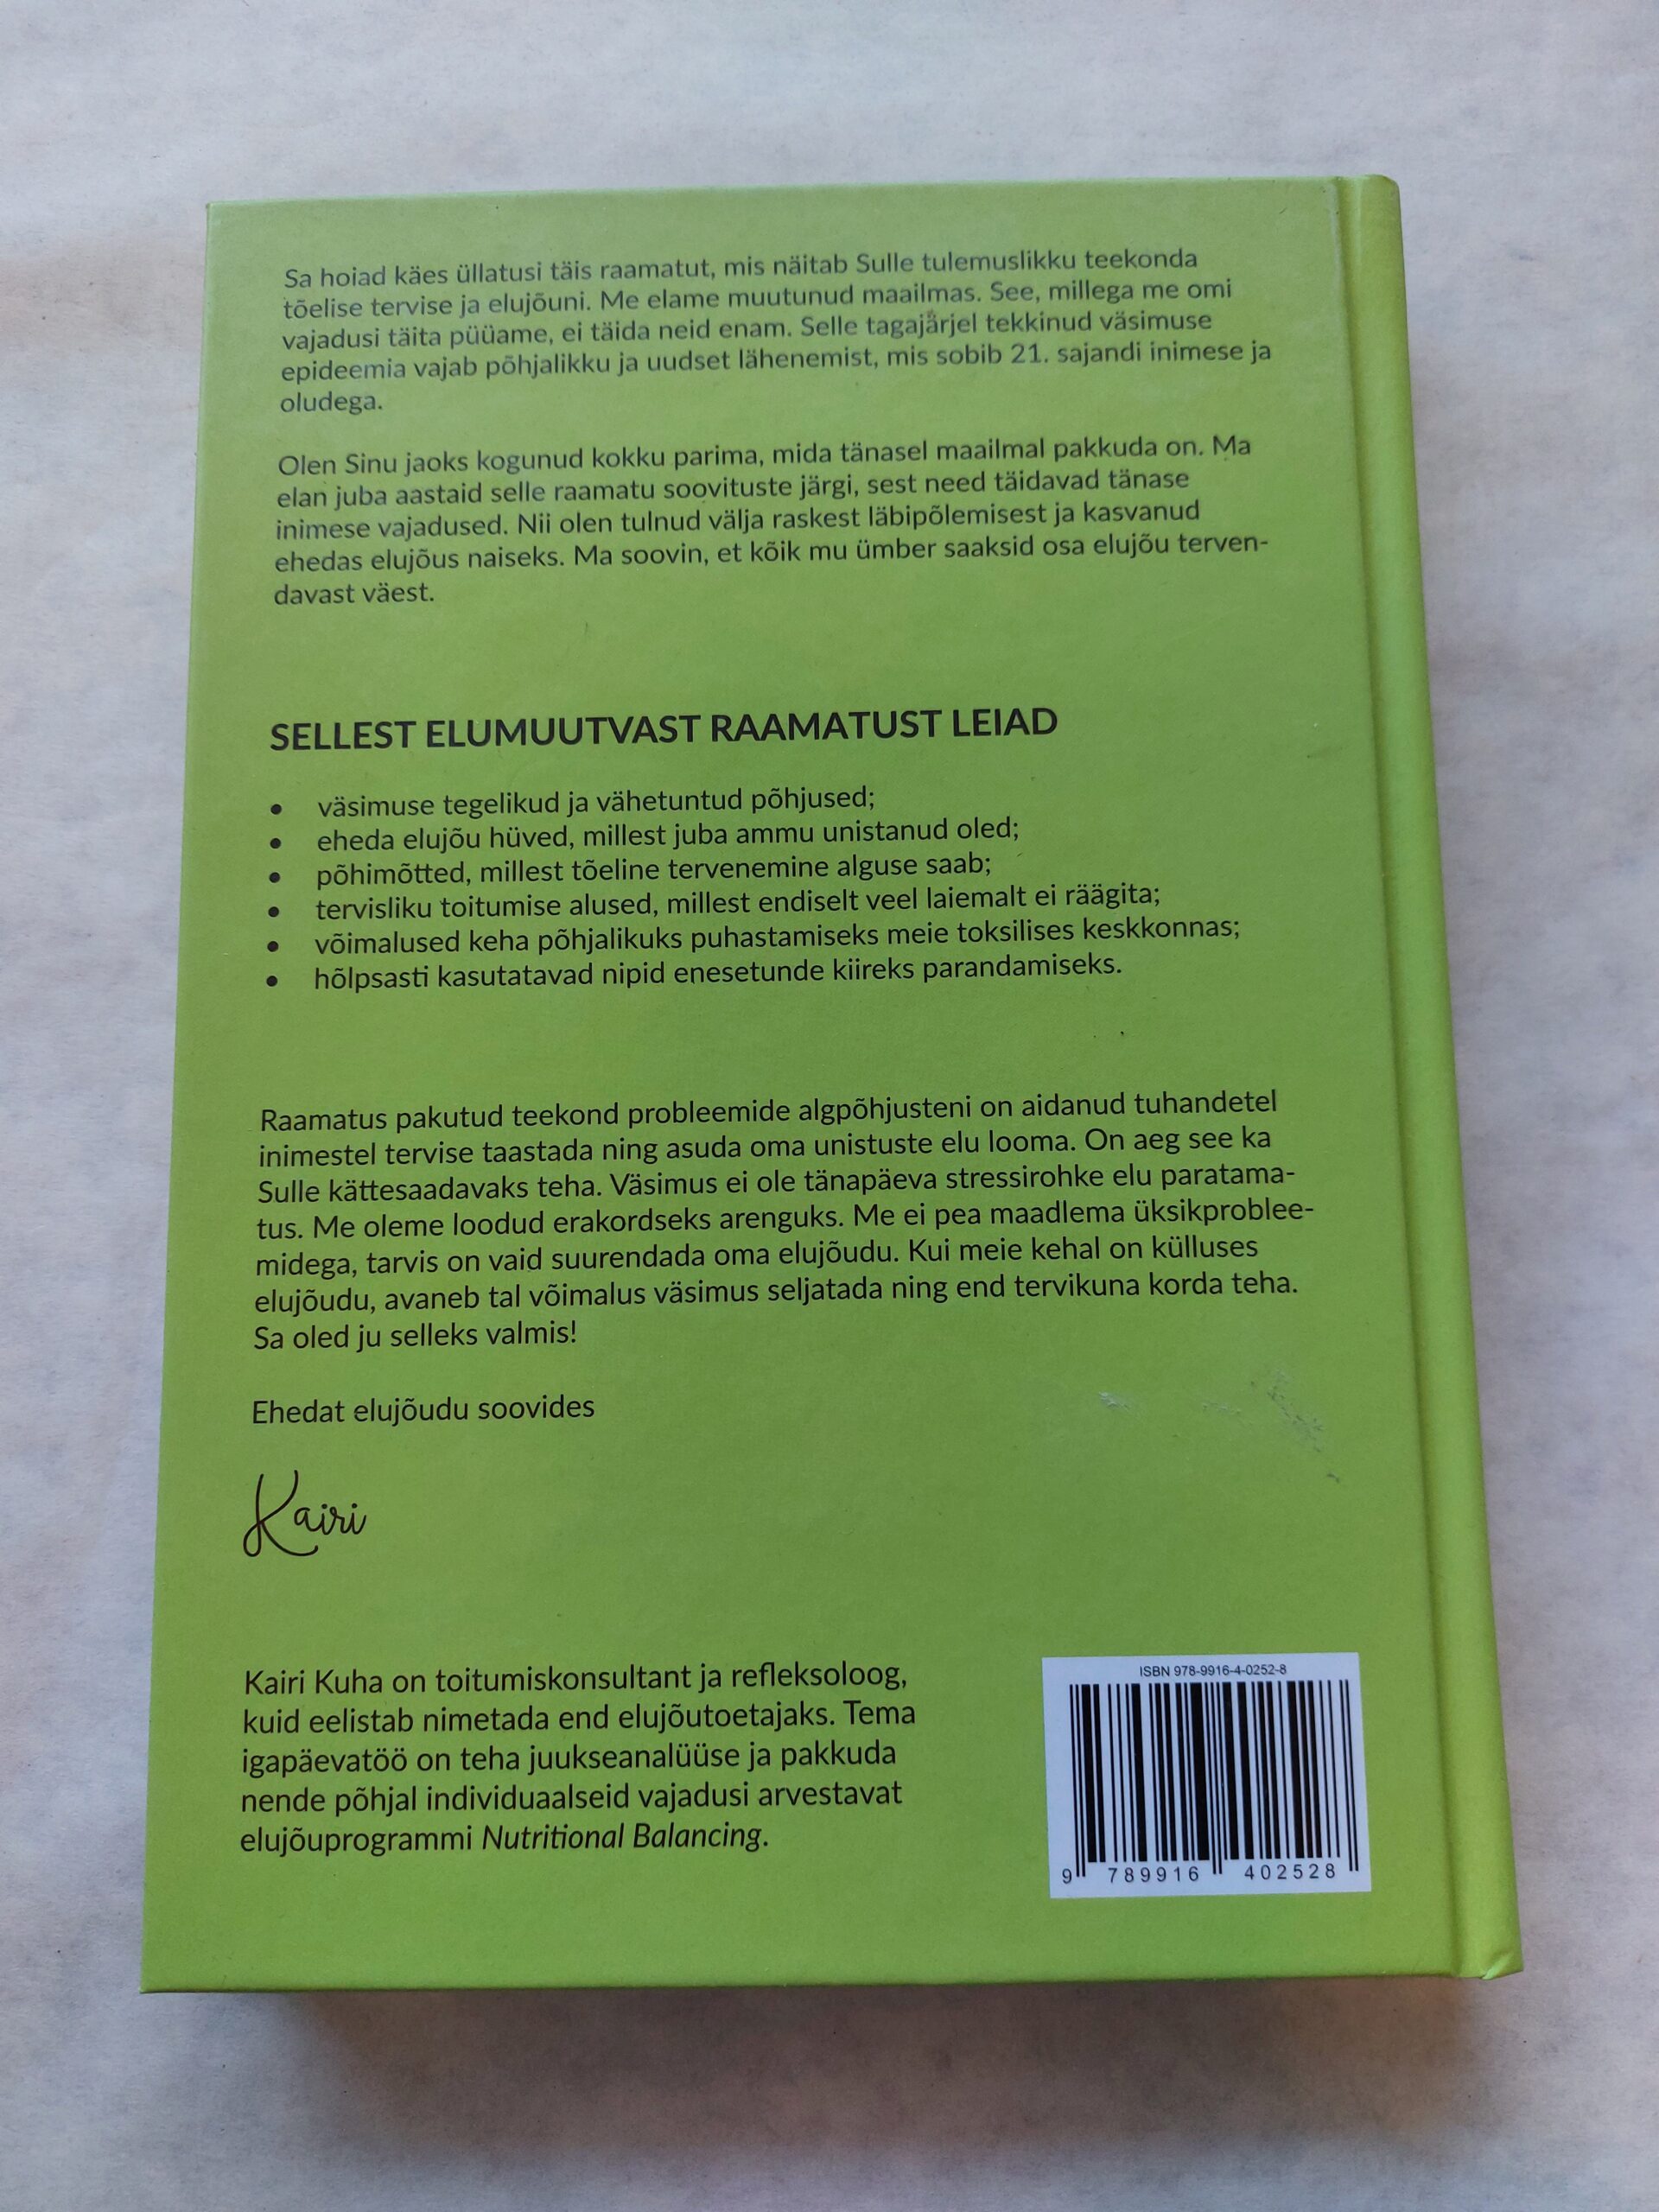 Sa hoiad käes üllatusi täis raamatut, mis näitab Sulle tulemuslikku teekonda
tõelise tervise ja elujõuni. Me elame muutunud maailmas. See, millega me omi
vajadusi täita püüame, ei täida neid enam. Selle tagajärjel tekkinud väsimuse
epideemia vajab põhjalikku ja uudset lähenemist, mis sobib 21. sajandi inimese ja
oludega.
Olen Sinu jaoks kogunud kokku parima, mida tänasel maailmal pakkuda on. Ma
elan juba aastaid selle raamatu soovituste järgi, sest need täidavad tänase
inimese vajadused. Nii olen tulnud välja raskest läbipõlemisest ja kasvanud
ehedas elujõus naiseks. Ma soovin, et kõik mu ümber saaksid osa elujõu terven-
davast väest.
SELLEST ELUMUUTVAST RAAMATUST LEIAD
• väsimuse tegelikud ja vähetuntud põhjused;
• eheda elujõu hüved, millest juba ammu unistanud oled;
• põhimõtted, millest tõeline tervenemine alguse saab;
• tervisliku toitumise alused, millest endiselt veel laiemalt ei räägita;
• võimalused keha põhjalikuks puhastamiseks meie toksilises keskkonnas;
• hõlpsasti kasutatavad nipid enesetunde kiireks parandamiseks.
Raamatus pakutud teekond probleemide algpõhjusteni on aidanud tuhandetel
inimestel tervise taastada ning asuda oma unistuste elu looma. On aeg see ka
Sulle kättesaadavaks teha. Väsimus ei ole tänapäeva stressirohke elu paratama-
tus. Me oleme loodud erakordseks arenguks. Me ei pea maadlema üksikproblee-
midega, tarvis on vaid suurendada oma elujõudu. Kui meie kehal on külluses
elujõudu, avaneb tal võimalus väsimus seljatada ning end tervikuna korda teha.
Sa oled ju selleks valmis!
Ehedat elujõudu soovides
Kairi
Kairi Kuha on toitumiskonsultant ja refleksoloog,
kuid eelistab nimetada end elujõutoetajaks. Tema
igapäevatöö on teha juukseanalüüse ja pakkuda
nende põhjal individuaalseid vajadusi arvestavat
elujõuprogrammi Nutritional Balancing.
ISBN 978-9916-4-0252-8
9 789916 402528